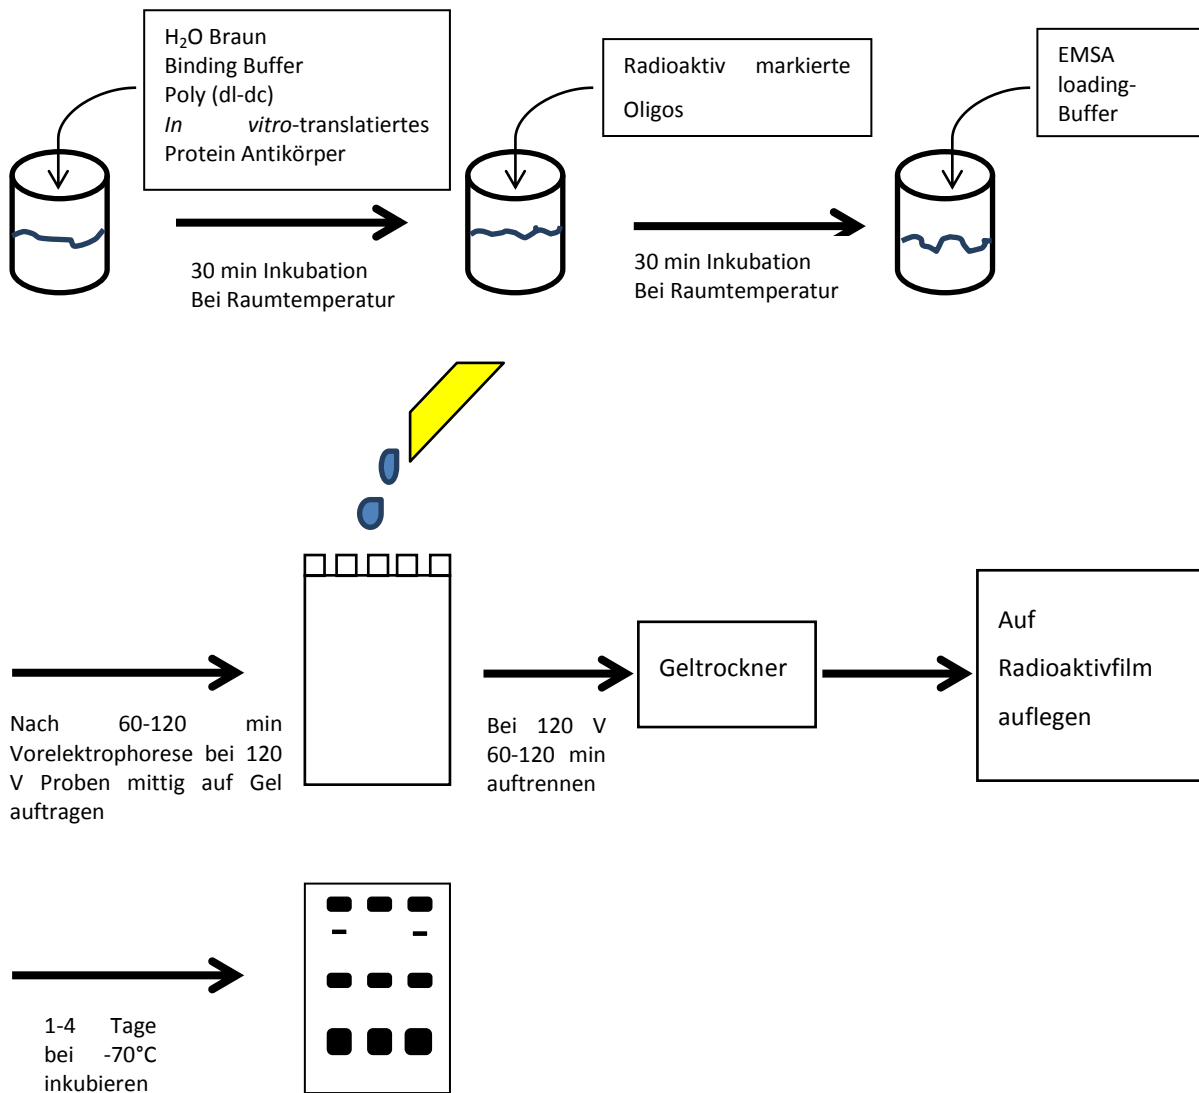 H₂O Braun
Binding Buffer
Poly (dl-dc)
In vitro-translatiertes
Protein Antikörper
30 min Inkubation
Bei Raumtemperatur
Radioaktiv markierte
Oligos
30 min Inkubation
Bei Raumtemperatur
EMSA
loading-
Buffer
Nach 60-120 min
Vorelektrophorese bei 120
V Proben mittig auf Gel
auftragen
Bei 120 V
60-120 min
auftrennen
Geltrockner
Auf
Radioaktivfilm
auflegen
1-4 Tage
bei -70°C
inkubieren